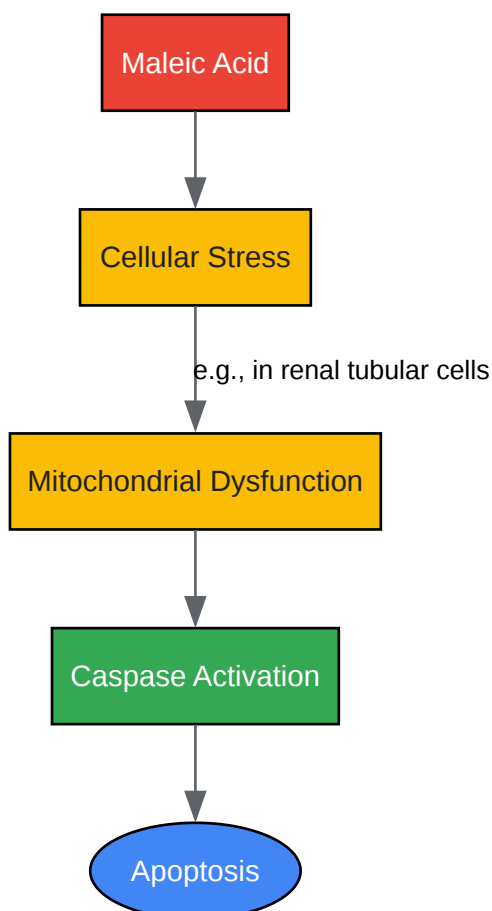 Maleic Acid
Cellular Stress
e.g., in renal tubular cells
Mitochondrial Dysfunction
Caspase Activation
Apoptosis